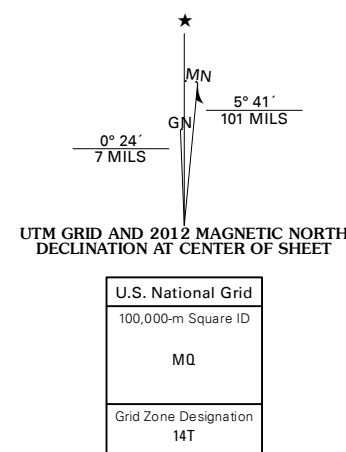 ★
MN
GN
5° 41´
101 MILS
0° 24´
7 MILS
UTM GRID AND 2012 MAGNETIC NORTH
DECLINATION AT CENTER OF SHEET
U.S. National Grid
100,000-m Square ID
MQ
Grid Zone Designation
14T